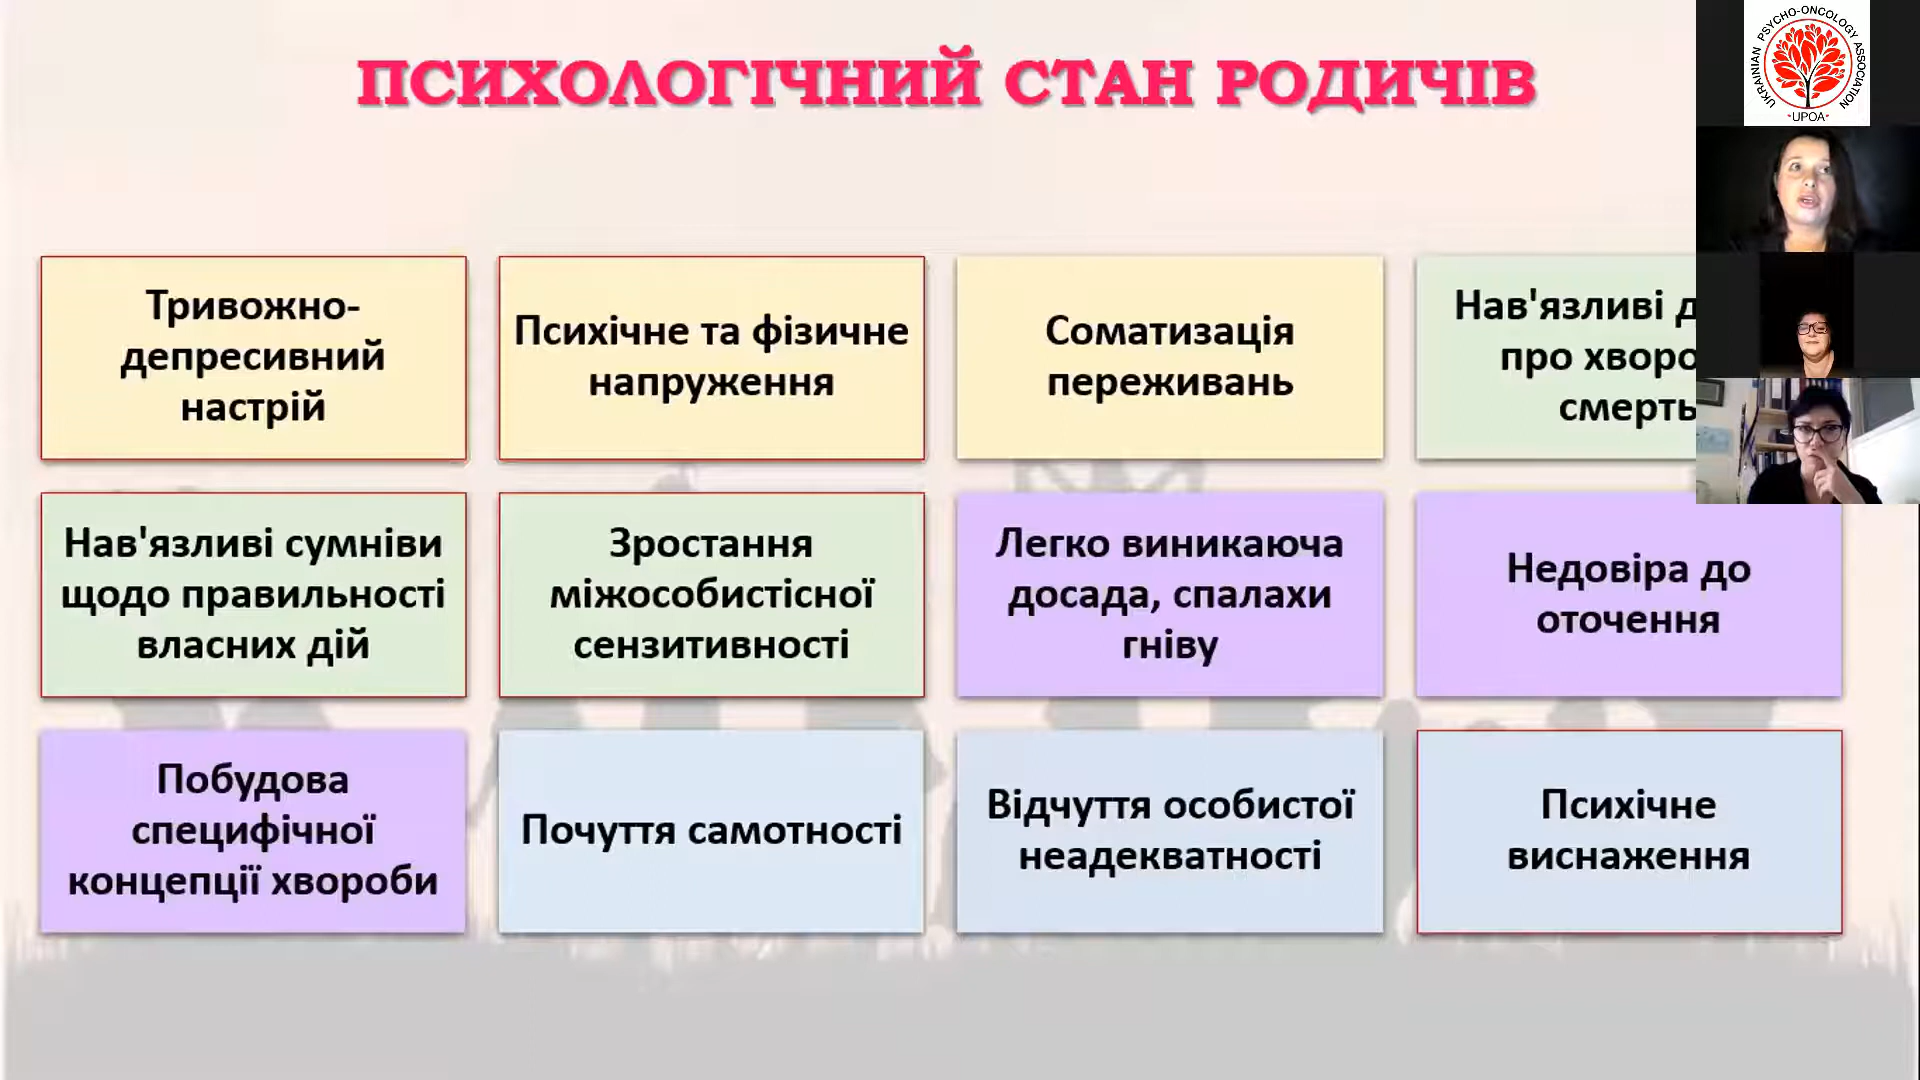 ПСИХОЛОГІЧНИЙ СТАН РОДИЧІВ
UKRAINIAN PSYCHO-ONCOLOGY ASSOCIATION
•UPOA•
Тривожно-
депресивний
настрій
Психічне та фізичне
напруження
Соматизація
переживань
Нав'язливі
про
смерть
Нав'язливі сумніви
щодо правильності
власних дій
Зростання
міжособистісної
сензитивності
Легко виникаюча
досада, спалахи
гніву
Недовіра до
оточення
Побудова
специфічної
концепції хвороби
Почуття самотності
Відчуття особистої
неадекватності
Психічне
виснаження